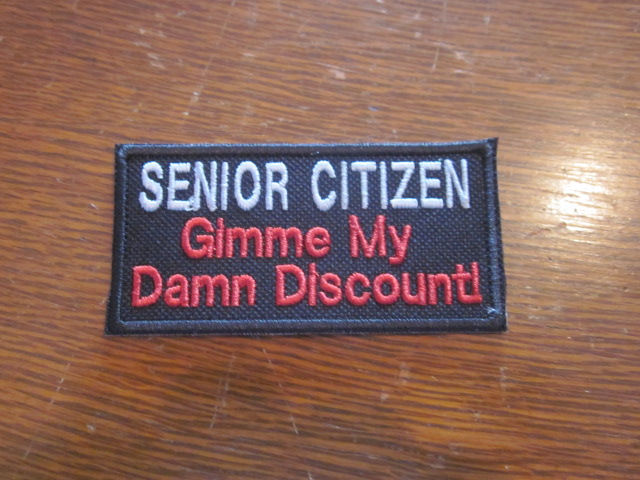 SENIOR CITIZEN
Gimme My
Damn Discount!